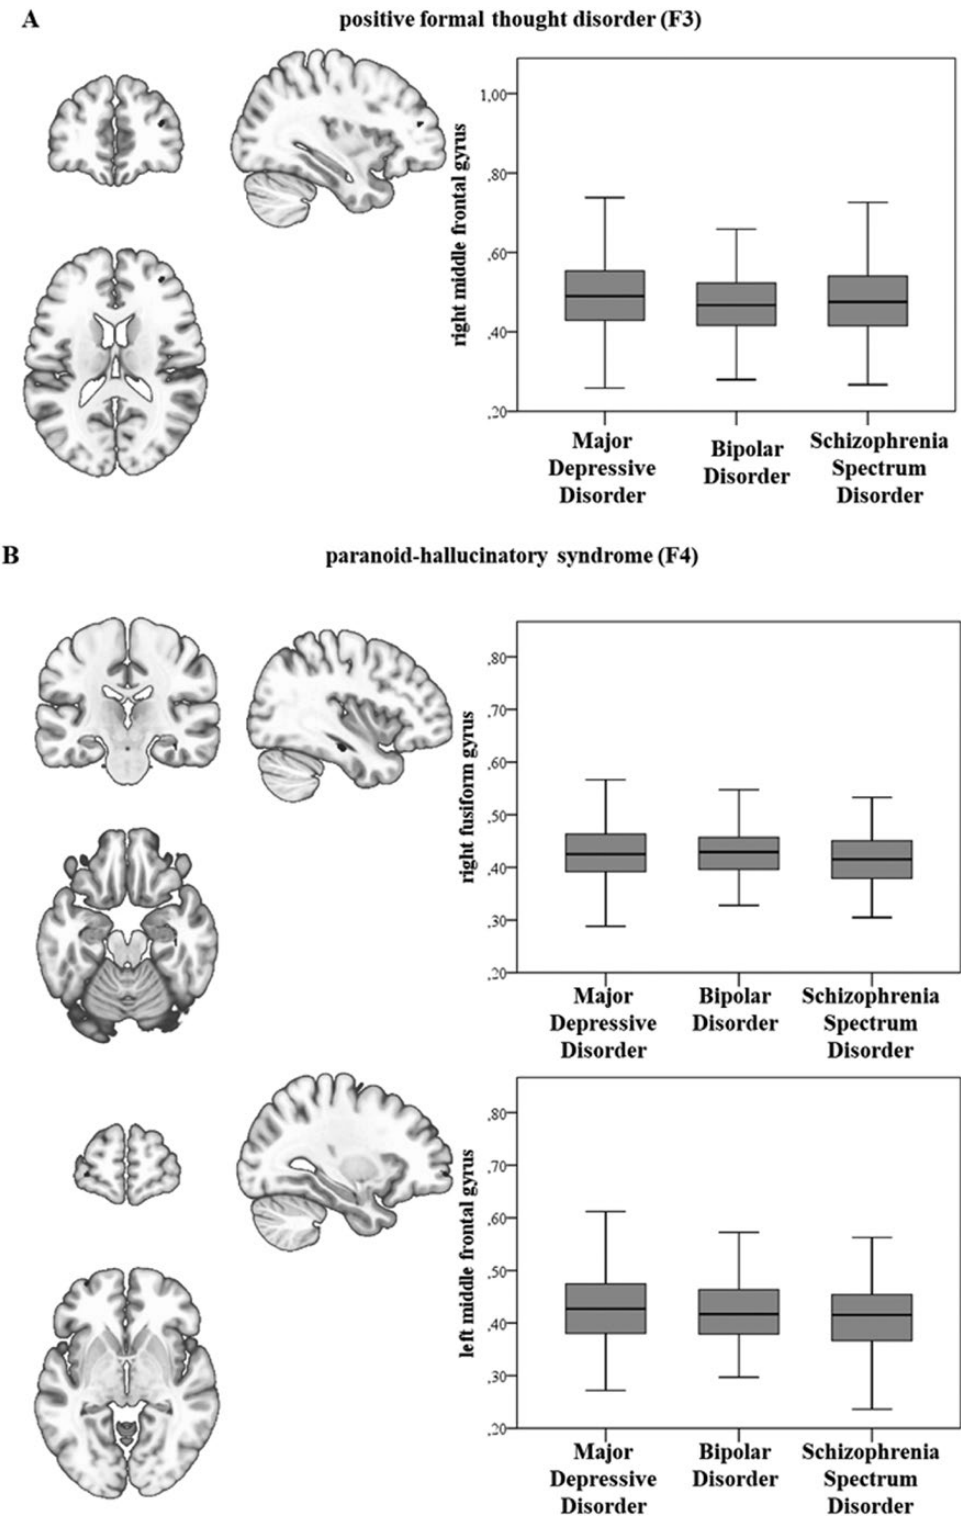 A
positive formal thought disorder (F3)
right middle frontal gyrus
1,00
,80
,60
,40
,20
Major
Depressive
Disorder
Bipolar
Disorder
Schizophrenia
Spectrum
Disorder
B
paranoid-hallucinatory syndrome (F4)
right fusiform gyrus
,80
,70
,60
,50
,40
,30
,20
Major
Depressive
Disorder
Bipolar
Disorder
Schizophrenia
Spectrum
Disorder
left middle frontal gyrus
,80
,70
,60
,50
,40
,30
,20
Major
Depressive
Disorder
Bipolar
Disorder
Schizophrenia
Spectrum
Disorder